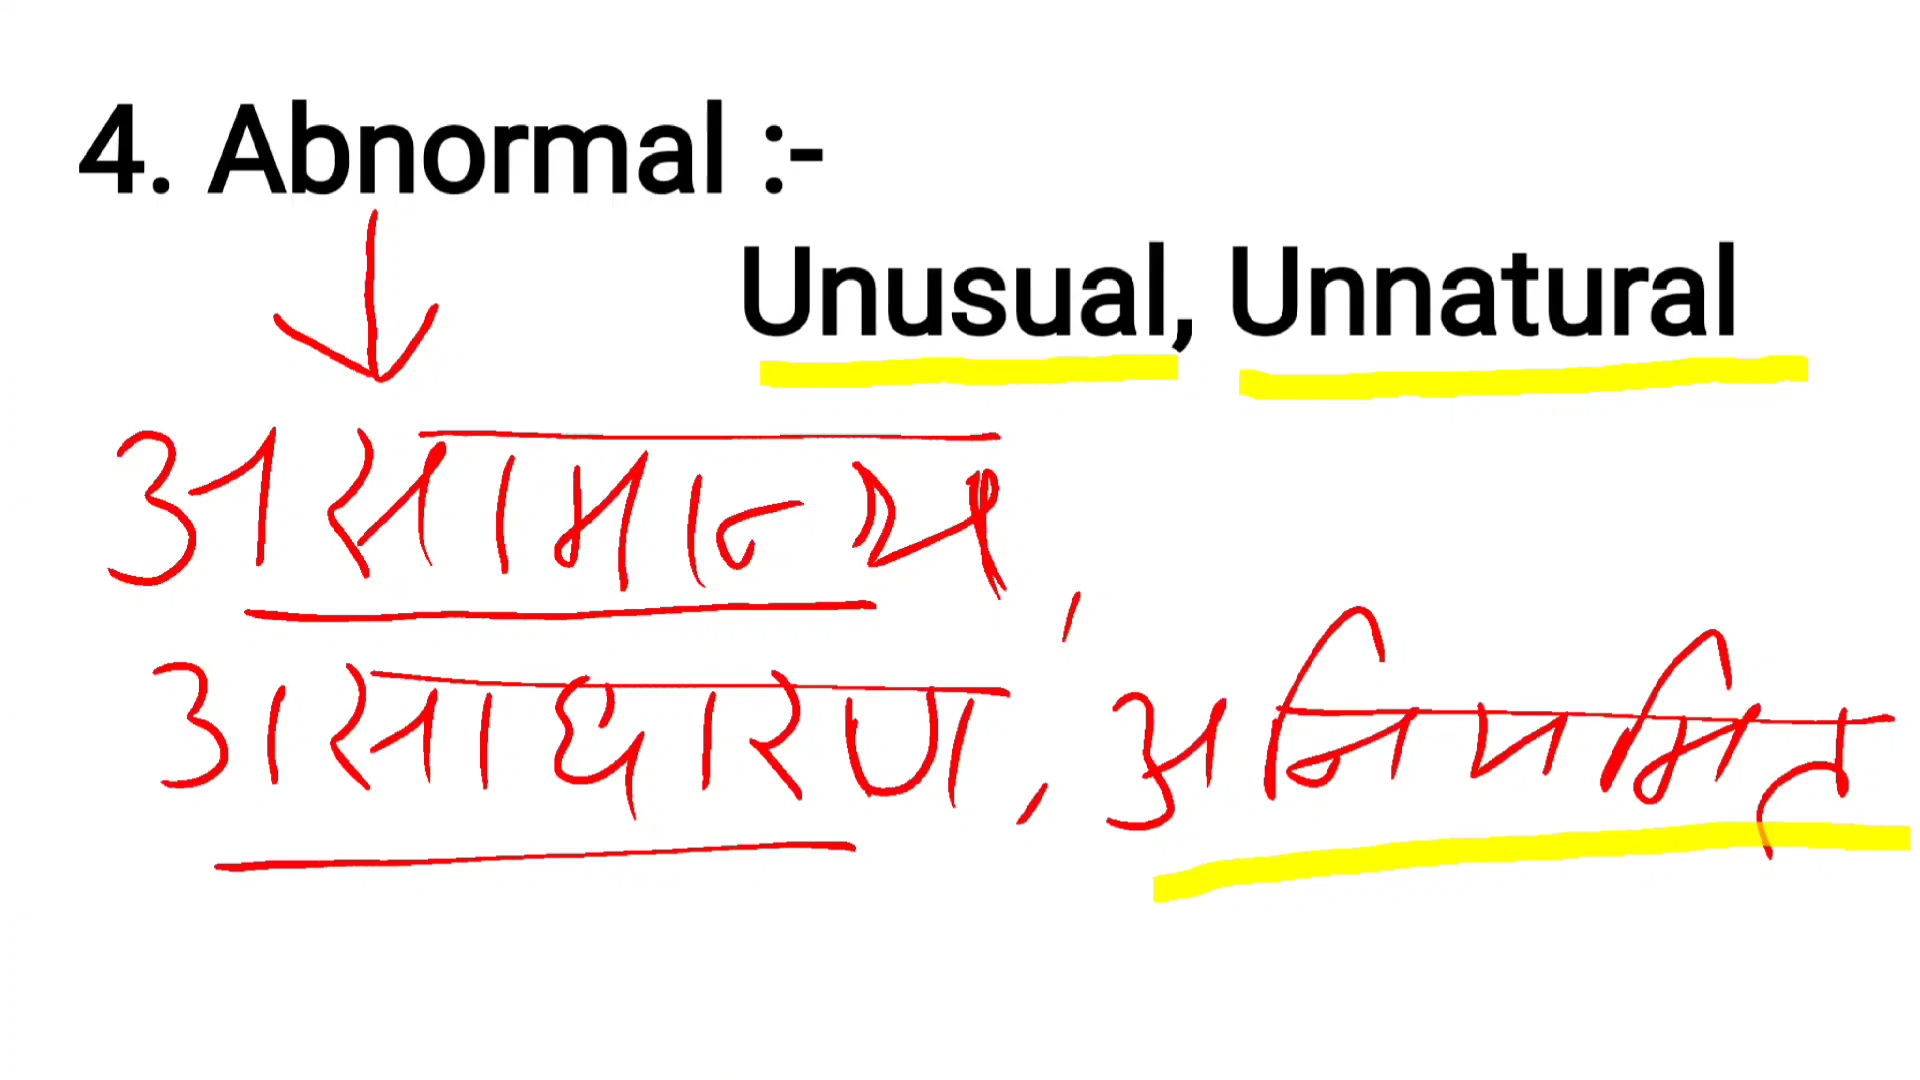 4. Abnormal :-
Unusual, Unnatural
असामान्य,
असाधारण, अनियमित